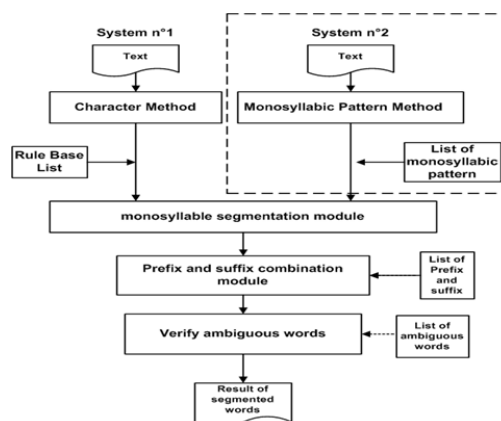 System n°1
System n°2
Text
Text
Character Method
Monosyllabic Pattern Method
Rule Base
List
List of
monosyllabic
pattern
monosyllable segmentation module
Prefix and suffix combination
module
List of
Prefix
and
suffix
Verify ambiguous words
List of
ambiguous
words
Result of
segmented
words